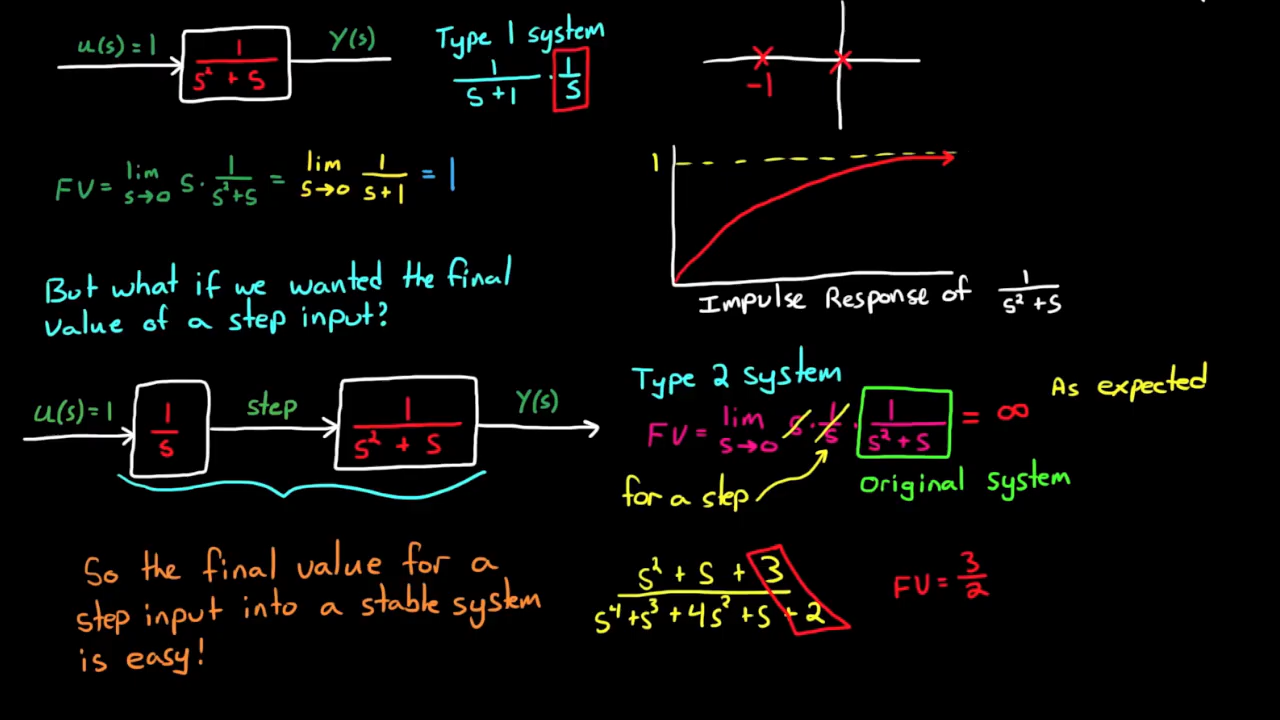 u(s)=1
1
s² + s
Y(s)
Type 1 system
1/(s+1) · 1/s
-1
FV = lim s→0 s · 1/(s²+s) = lim s→0 1/(s+1) = 1
1
Impulse Response of 1/(s²+s)
But what if we wanted the final
value of a step input?
u(s)=1
1
s
step
1
s² + s
Y(s)
Type 2 system
FV = lim s→0 s · 1/s · 1/(s²+s) = ∞
As expected
for a step
Original system
So the final value for a
step input into a stable system
is easy!
s² + s + 3
s⁴+s³ + 4s² + s + 2
FV = 3/2